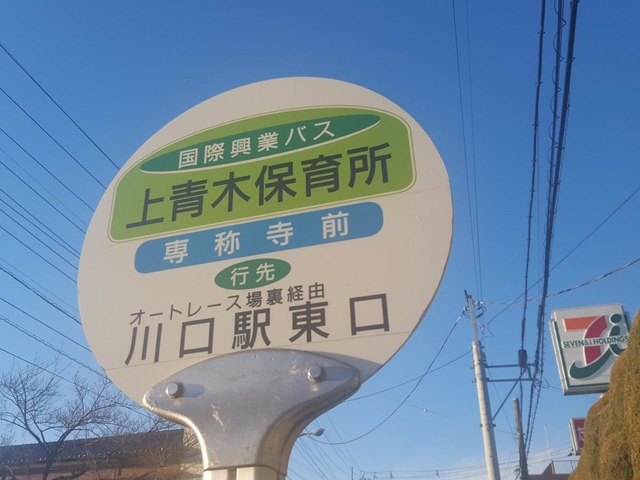 国際興業バス
上青木保育所
専称寺前
行先
オートレース場裏経由
川口駅東口
SEVEN & I HOLDINGS